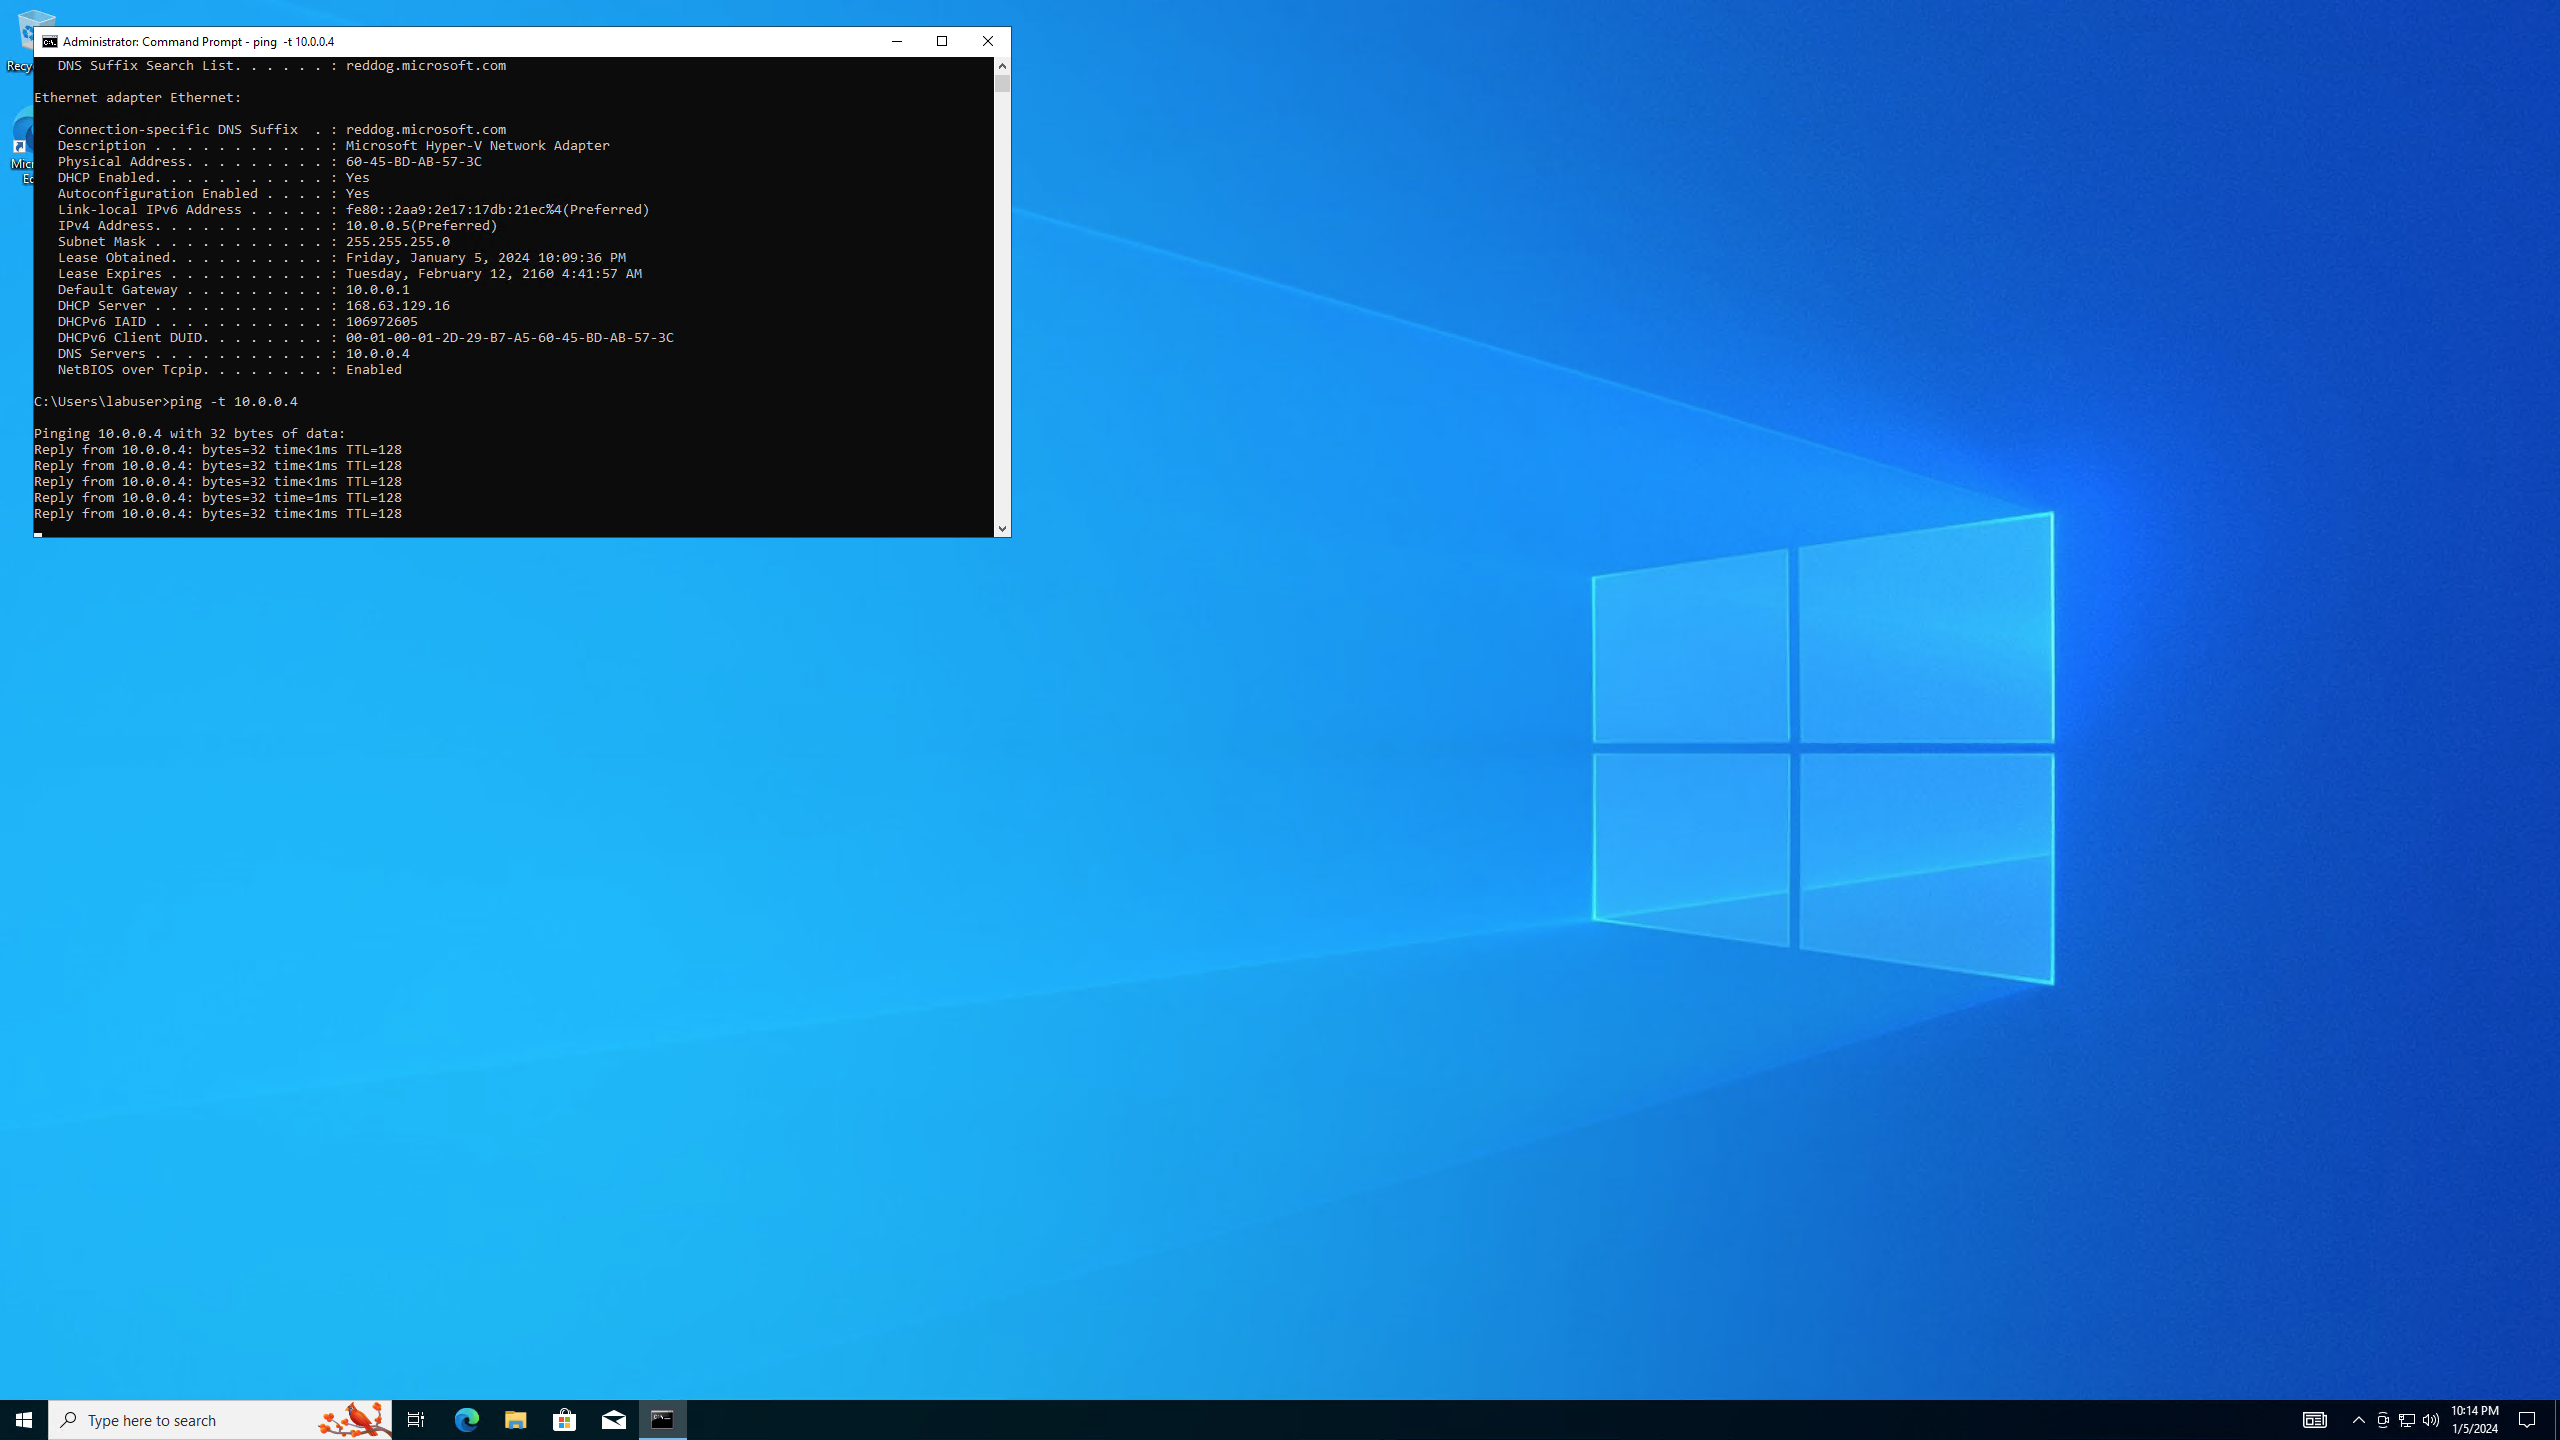 Recy
Mic
Ec
Administrator: Command Prompt - ping  -t 10.0.0.4
DNS Suffix Search List. . . . . . : reddog.microsoft.com
Ethernet adapter Ethernet:
Connection-specific DNS Suffix  . : reddog.microsoft.com
Description . . . . . . . . . . . : Microsoft Hyper-V Network Adapter
Physical Address. . . . . . . . . : 60-45-BD-AB-57-3C
DHCP Enabled. . . . . . . . . . . : Yes
Autoconfiguration Enabled . . . . : Yes
Link-local IPv6 Address . . . . . : fe80::2aa9:2e17:17db:21ec%4(Preferred)
IPv4 Address. . . . . . . . . . . : 10.0.0.5(Preferred)
Subnet Mask . . . . . . . . . . . : 255.255.255.0
Lease Obtained. . . . . . . . . . : Friday, January 5, 2024 10:09:36 PM
Lease Expires . . . . . . . . . . : Tuesday, February 12, 2160 4:41:57 AM
Default Gateway . . . . . . . . . : 10.0.0.1
DHCP Server . . . . . . . . . . . : 168.63.129.16
DHCPv6 IAID . . . . . . . . . . . : 106972605
DHCPv6 Client DUID. . . . . . . . : 00-01-00-01-2D-29-B7-A5-60-45-BD-AB-57-3C
DNS Servers . . . . . . . . . . . : 10.0.0.4
NetBIOS over Tcpip. . . . . . . . : Enabled
C:\Users\labuser>ping -t 10.0.0.4
Pinging 10.0.0.4 with 32 bytes of data:
Reply from 10.0.0.4: bytes=32 time<1ms TTL=128
Reply from 10.0.0.4: bytes=32 time<1ms TTL=128
Reply from 10.0.0.4: bytes=32 time<1ms TTL=128
Reply from 10.0.0.4: bytes=32 time=1ms TTL=128
Reply from 10.0.0.4: bytes=32 time<1ms TTL=128
Type here to search
10:14 PM
1/5/2024